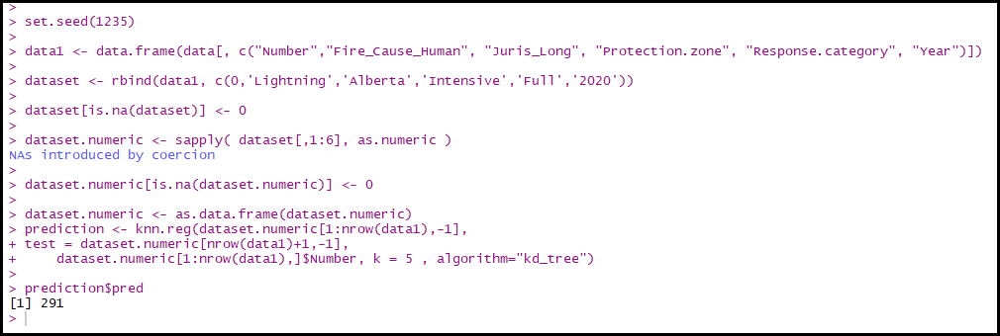 >
> set.seed(1235)
>
> data1 <- data.frame(data[, c("Number","Fire_Cause_Human", "Juris_Long", "Protection.zone", "Response.category", "Year")])
>
> dataset <- rbind(data1, c(0,'Lightning','Alberta','Intensive','Full','2020'))
>
> dataset[is.na(dataset)] <- 0
>
> dataset.numeric <- sapply( dataset[,1:6], as.numeric )
NAs introduced by coercion
>
> dataset.numeric[is.na(dataset.numeric)] <- 0
>
> dataset.numeric <- as.data.frame(dataset.numeric)
> prediction <- knn.reg(dataset.numeric[1:nrow(data1),-1],
+ test = dataset.numeric[nrow(data1)+1,-1],
+     dataset.numeric[1:nrow(data1),]$Number, k = 5 , algorithm="kd_tree")
>
> prediction$pred
[1] 291
>